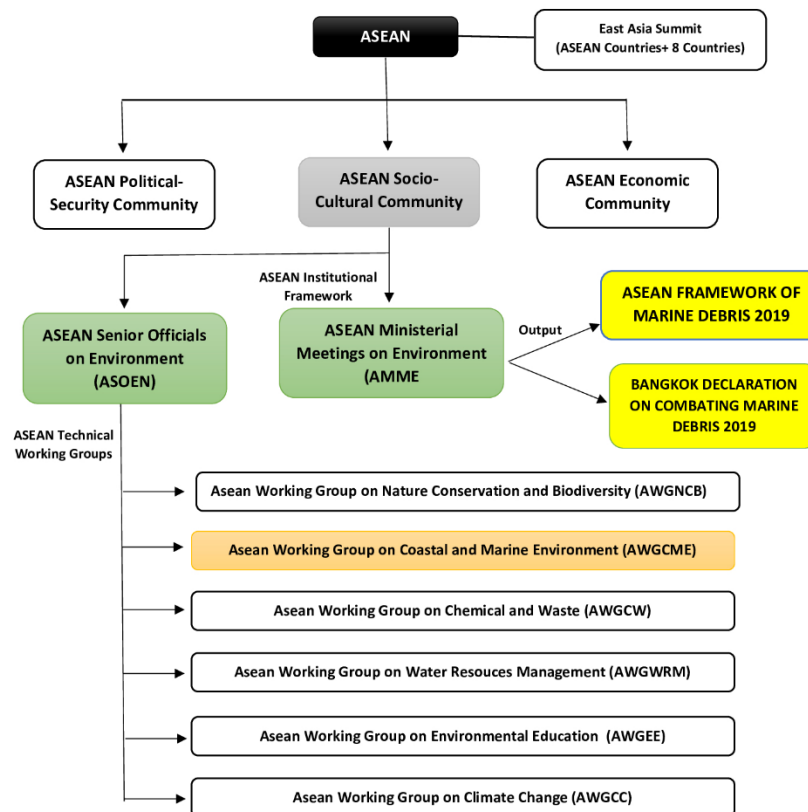 ASEAN
East Asia Summit
(ASEAN Countries+ 8 Countries)
ASEAN Political-
Security Community
ASEAN Socio-
Cultural Community
ASEAN Economic
Community
ASEAN Institutional
Framework
ASEAN Senior Officials
on Environment
(ASOEN)
ASEAN Ministerial
Meetings on Environment
(AMME
Output
ASEAN FRAMEWORK OF
MARINE DEBRIS 2019
BANGKOK DECLARATION
ON COMBATING MARINE
DEBRIS 2019
ASEAN Technical
Working Groups
Asean Working Group on Nature Conservation and Biodiversity (AWGNCB)
Asean Working Group on Coastal and Marine Environment (AWGCME)
Asean Working Group on Chemical and Waste (AWGCW)
Asean Working Group on Water Resouces Management (AWGWRM)
Asean Working Group on Environmental Education (AWGEE)
Asean Working Group on Climate Change (AWGCC)